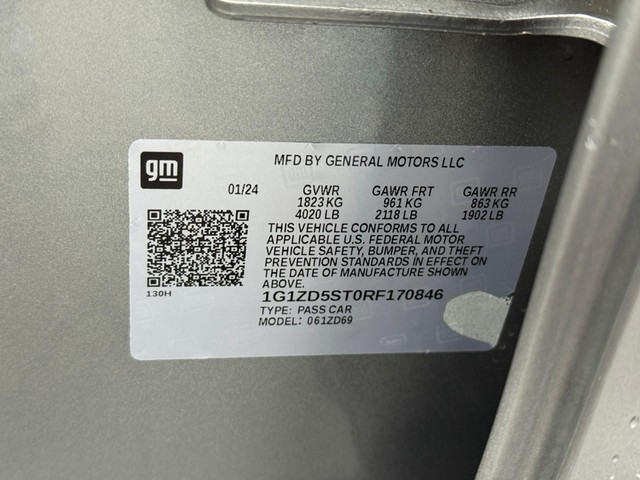 gm
MFD BY GENERAL MOTORS LLC
01/24 GVWR GAWR FRT GAWR RR
1823 KG 961 KG 863 KG
4020 LB 2118 LB 1902 LB
THIS VEHICLE CONFORMS TO ALL
APPLICABLE U.S. FEDERAL MOTOR
VEHICLE SAFETY, BUMPER, AND THEFT
PREVENTION STANDARDS IN EFFECT ON
THE DATE OF MANUFACTURE SHOWN
ABOVE.
130H
1G1ZD5ST0RF170846
TYPE: PASS CAR
MODEL: 061ZD69